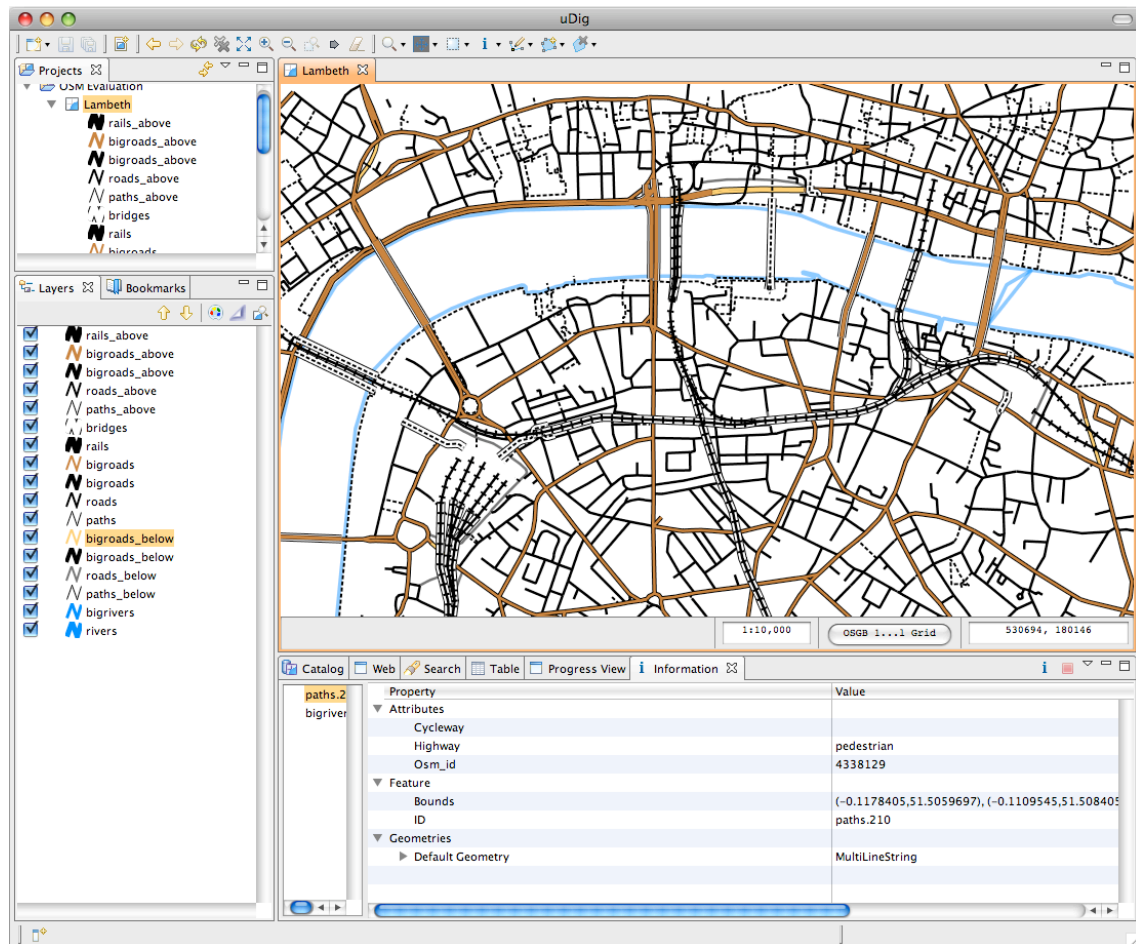 uDig
Projects
OSM Evaluation
Lambeth
rails_above
bigroads_above
bigroads_above
roads_above
paths_above
bridges
rails
bigroads
Layers
Bookmarks
rails_above
bigroads_above
bigroads_above
roads_above
paths_above
bridges
rails
bigroads
bigroads
roads
paths
bigroads_below
bigroads_below
roads_below
paths_below
bigrivers
rivers
Lambeth
1:10,000
OSGB 1...l Grid
530694, 180146
Catalog
Web
Search
Table
Progress View
Information
paths.2
bigriver
Property Value
Attributes
Cycleway
Highway pedestrian
Osm_id 4338129
Feature
Bounds (-0.1178405,51.5059697), (-0.1109545,51.508405
ID paths.210
Geometries
Default Geometry MultiLineString